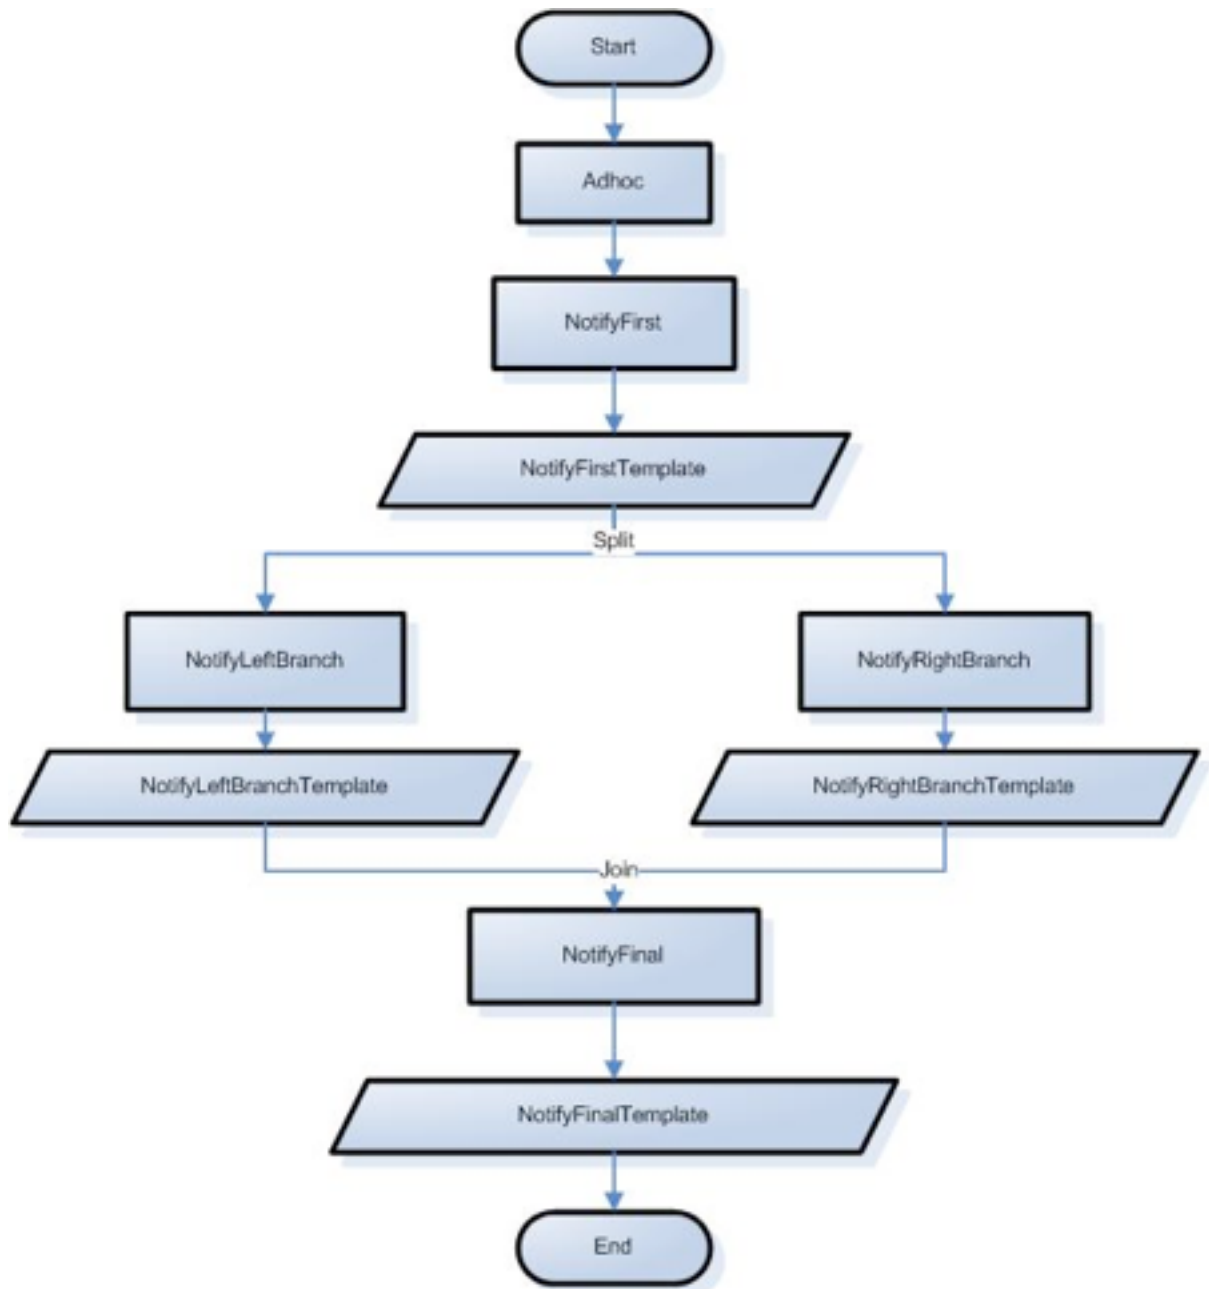 Start
Adhoc
NotifyFirst
NotifyFirstTemplate
Split
NotifyLeftBranch
NotifyRightBranch
NotifyLeftBranchTemplate
NotifyRightBranchTemplate
Join
NotifyFinal
NotifyFinalTemplate
End